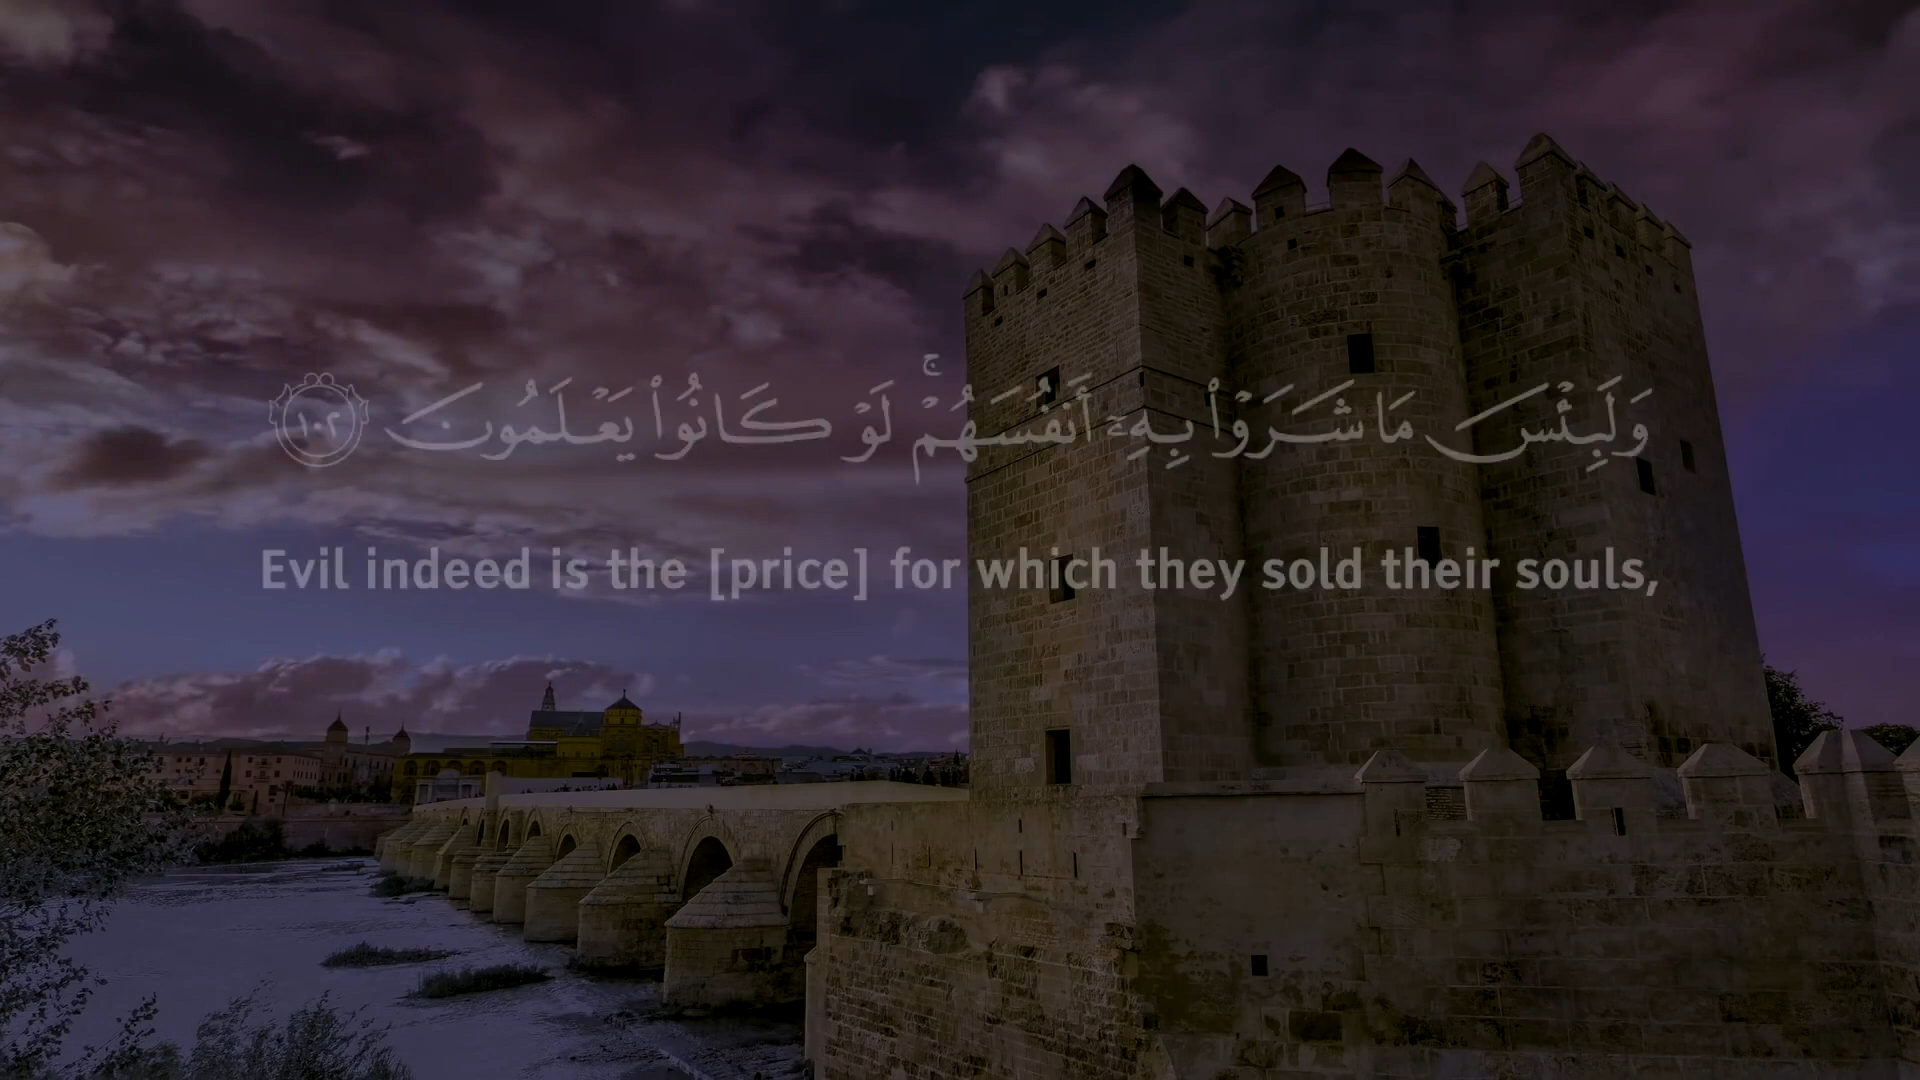 وَلَبِئْسَ مَا شَرَوْا۟ بِهِۦٓ أَنفُسَهُمْ ۚ لَوْ كَانُوا۟ يَعْلَمُونَ ١٠٢
Evil indeed is the [price] for which they sold their souls,